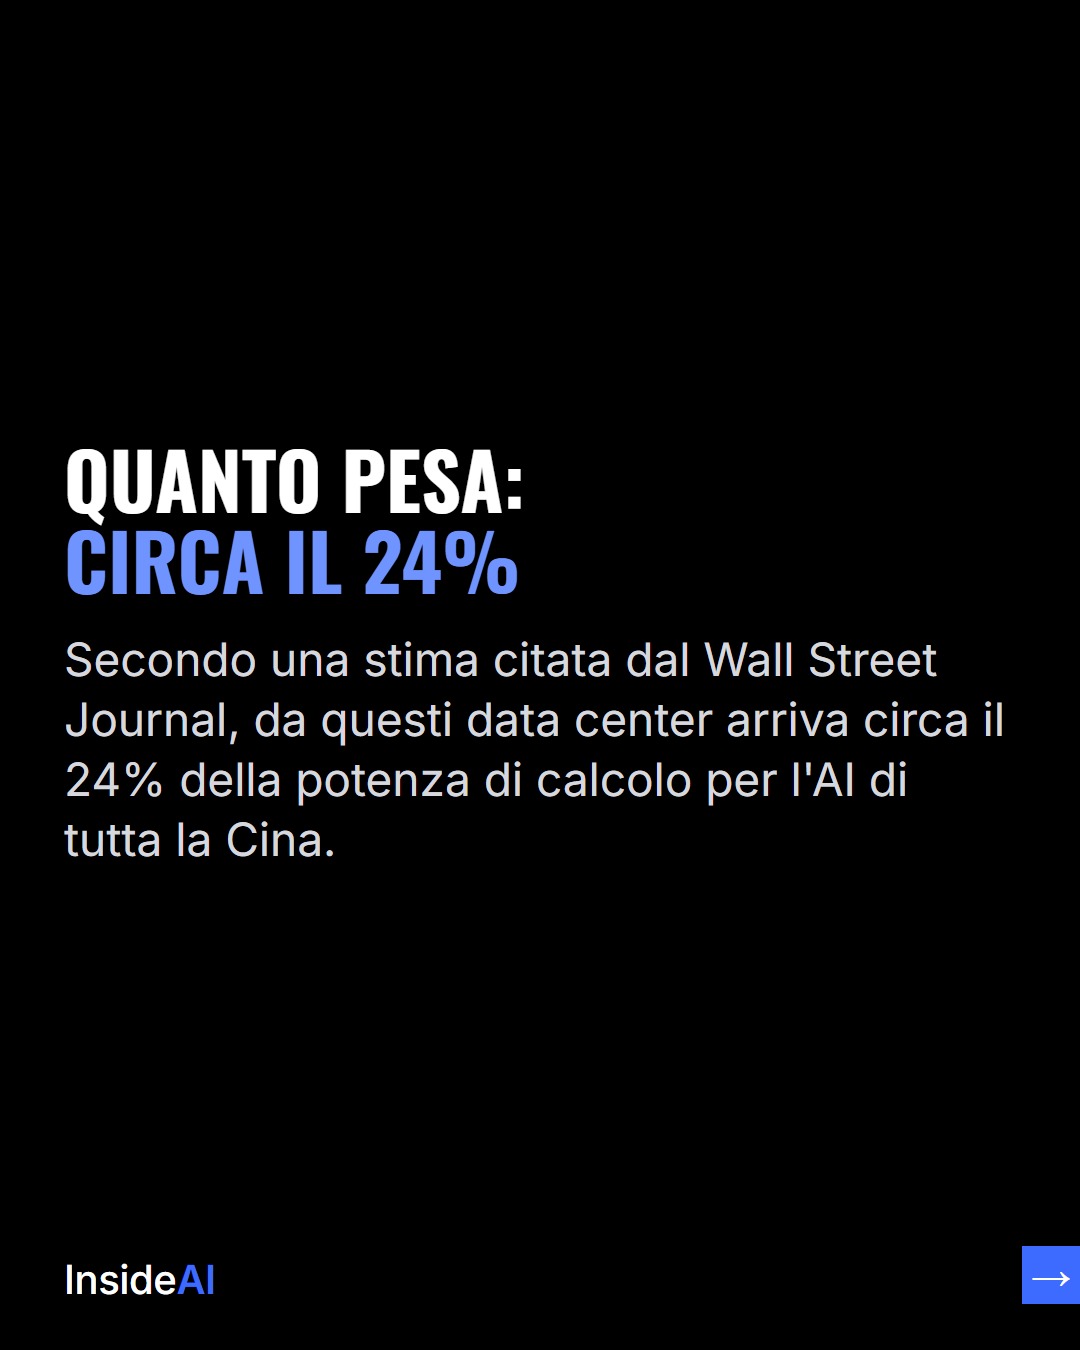 QUANTO PESA:
CIRCA IL 24%
Secondo una stima citata dal Wall Street
Journal, da questi data center arriva circa il
24% della potenza di calcolo per l'AI di
tutta la Cina.
InsideAI
→